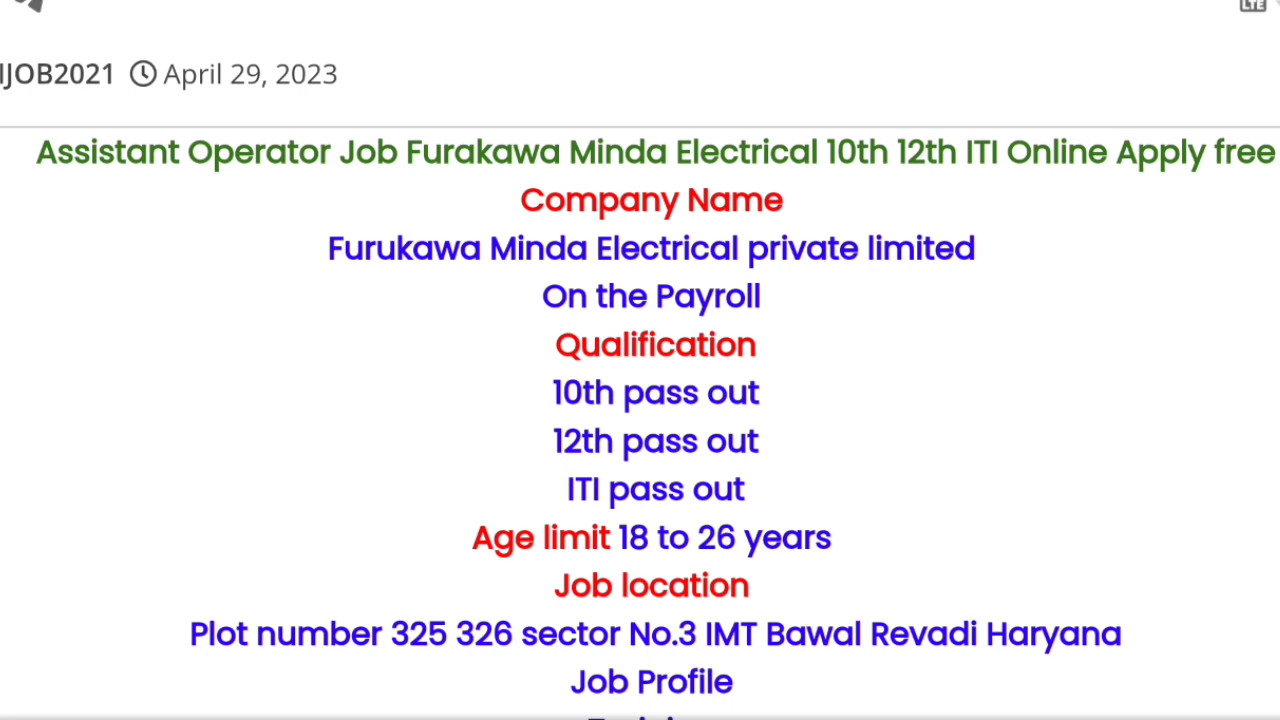 LTE
IJOB2021 April 29, 2023
Assistant Operator Job Furakawa Minda Electrical 10th 12th ITI Online Apply free
Company Name
Furukawa Minda Electrical private limited
On the Payroll
Qualification
10th pass out
12th pass out
ITI pass out
Age limit 18 to 26 years
Job location
Plot number 325 326 sector No.3 IMT Bawal Revadi Haryana
Job Profile